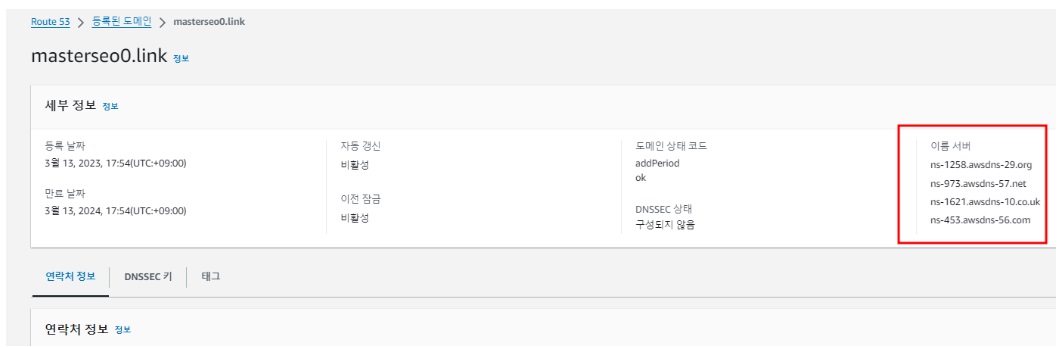 Route 53 > 등록된 도메인 > masterseo0.link
masterseo0.link 정보
세부 정보 정보
등록 날짜
3월 13, 2023, 17:54(UTC:+09:00)
만료 날짜
3월 13, 2024, 17:54(UTC:+09:00)
자동 갱신
비활성
이전 잠금
비활성
도메인 상태 코드
addPeriod
ok
DNSSEC 상태
구성되지 않음
이름 서버
ns-1258.awsdns-29.org
ns-973.awsdns-57.net
ns-1621.awsdns-10.co.uk
ns-453.awsdns-56.com
연락처 정보 DNSSEC 키 태그
연락처 정보 정보